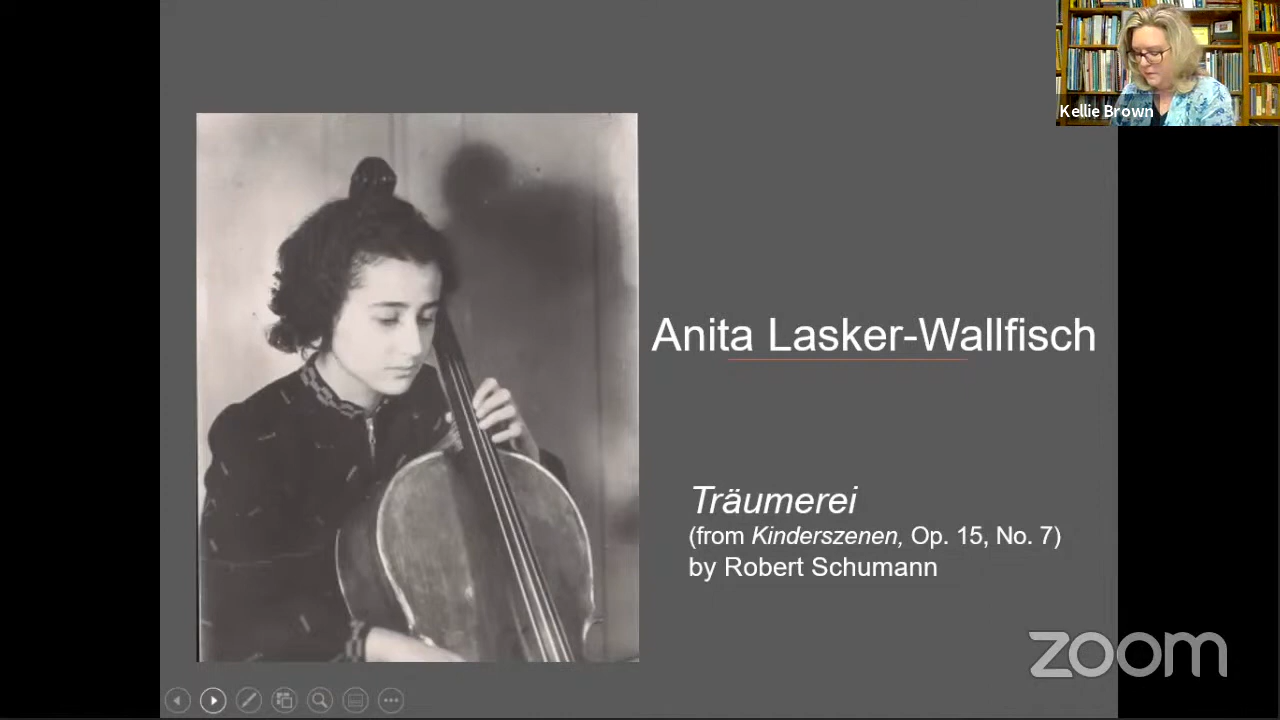 Kellie Brown
Anita Lasker-Wallfisch
Träumerei
(from Kinderszenen, Op. 15, No. 7)
by Robert Schumann
zoom